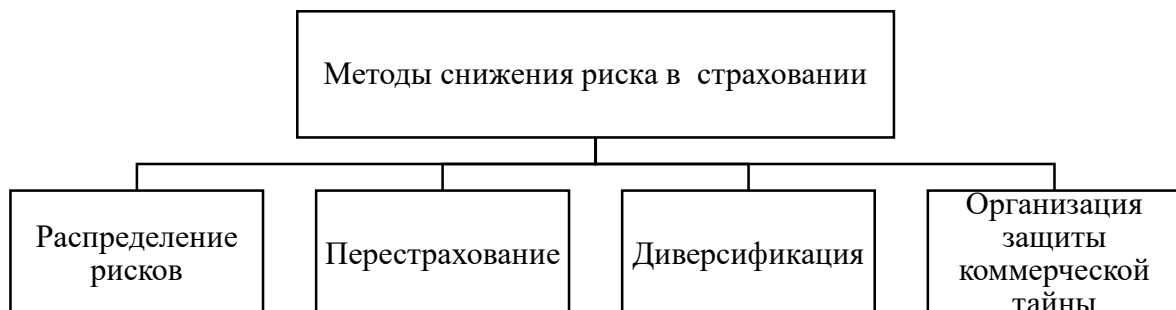 Методы снижения риска в  страховании
Распределение
рисков
Перестрахование
Диверсификация
Организация
защиты
коммерческой
тайны